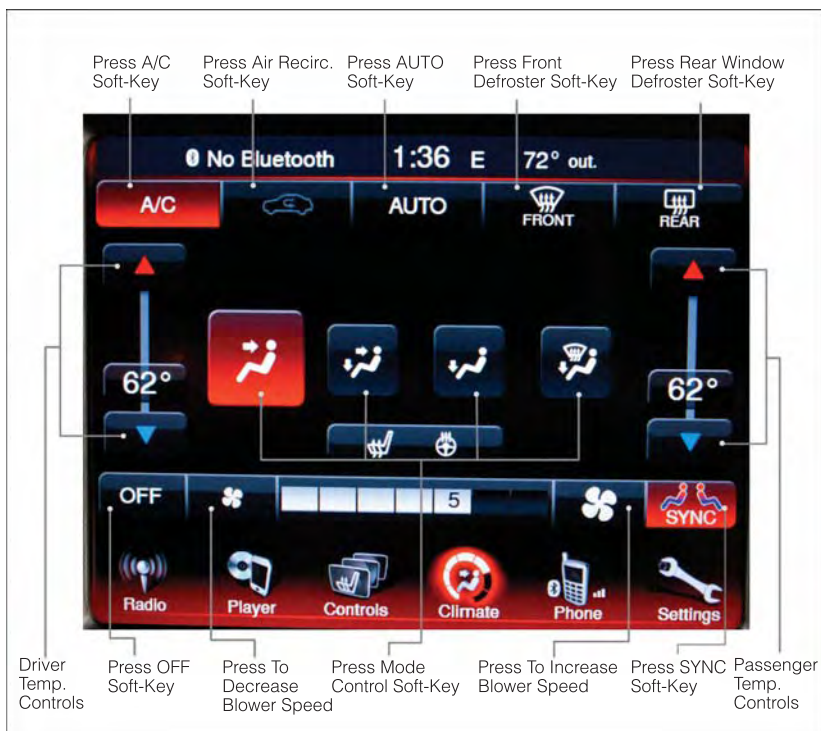 Press A/C Soft-Key
Press Air Recirc. Soft-Key
Press AUTO Soft-Key
Press Front Defroster Soft-Key
Press Rear Window Defroster Soft-Key
No Bluetooth 1:36 E 72° out.
A/C AUTO FRONT REAR
62° 62°
OFF 5 SYNC
Radio Player Controls Climate Phone Settings
Driver Temp. Controls
Press OFF Soft-Key
Press To Decrease Blower Speed
Press Mode Control Soft-Key
Press To Increase Blower Speed
Press SYNC Soft-Key
Passenger Temp. Controls